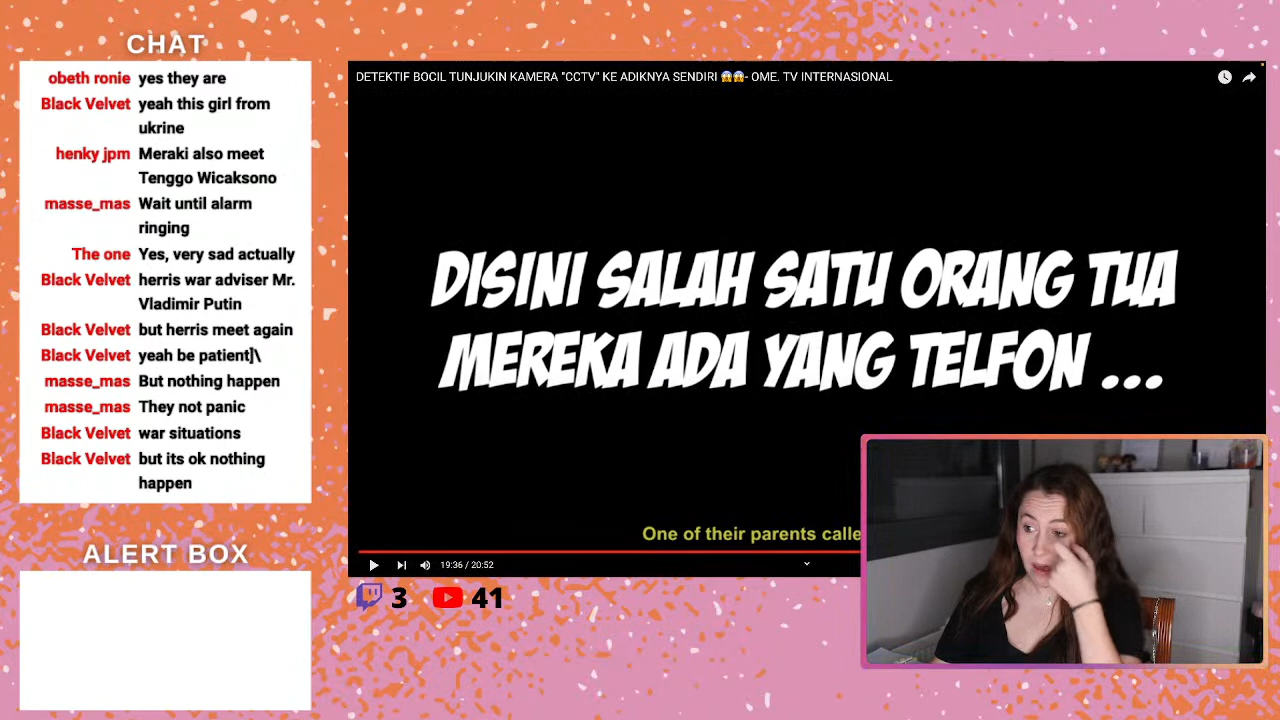 CHAT
obeth ronie yes they are
Black Velvet yeah this girl from
ukrine
henky jpm Meraki also meet
Tenggo Wicaksono
masse_mas Wait until alarm
ringing
The one Yes, very sad actually
Black Velvet herris war adviser Mr.
Vladimir Putin
Black Velvet but herris meet again
Black Velvet yeah be patient]\
masse_mas But nothing happen
masse_mas They not panic
Black Velvet war situations
Black Velvet but its ok nothing
happen
ALERT BOX
DETEKTIF BOCIL TUNJUKIN KAMERA "CCTV" KE ADIKNYA SENDIRI 😱😱- OME. TV INTERNASIONAL
DISINI SALAH SATU ORANG TUA
MEREKA ADA YANG TELFON ...
One of their parents calle
19:36 / 20:52
3 41